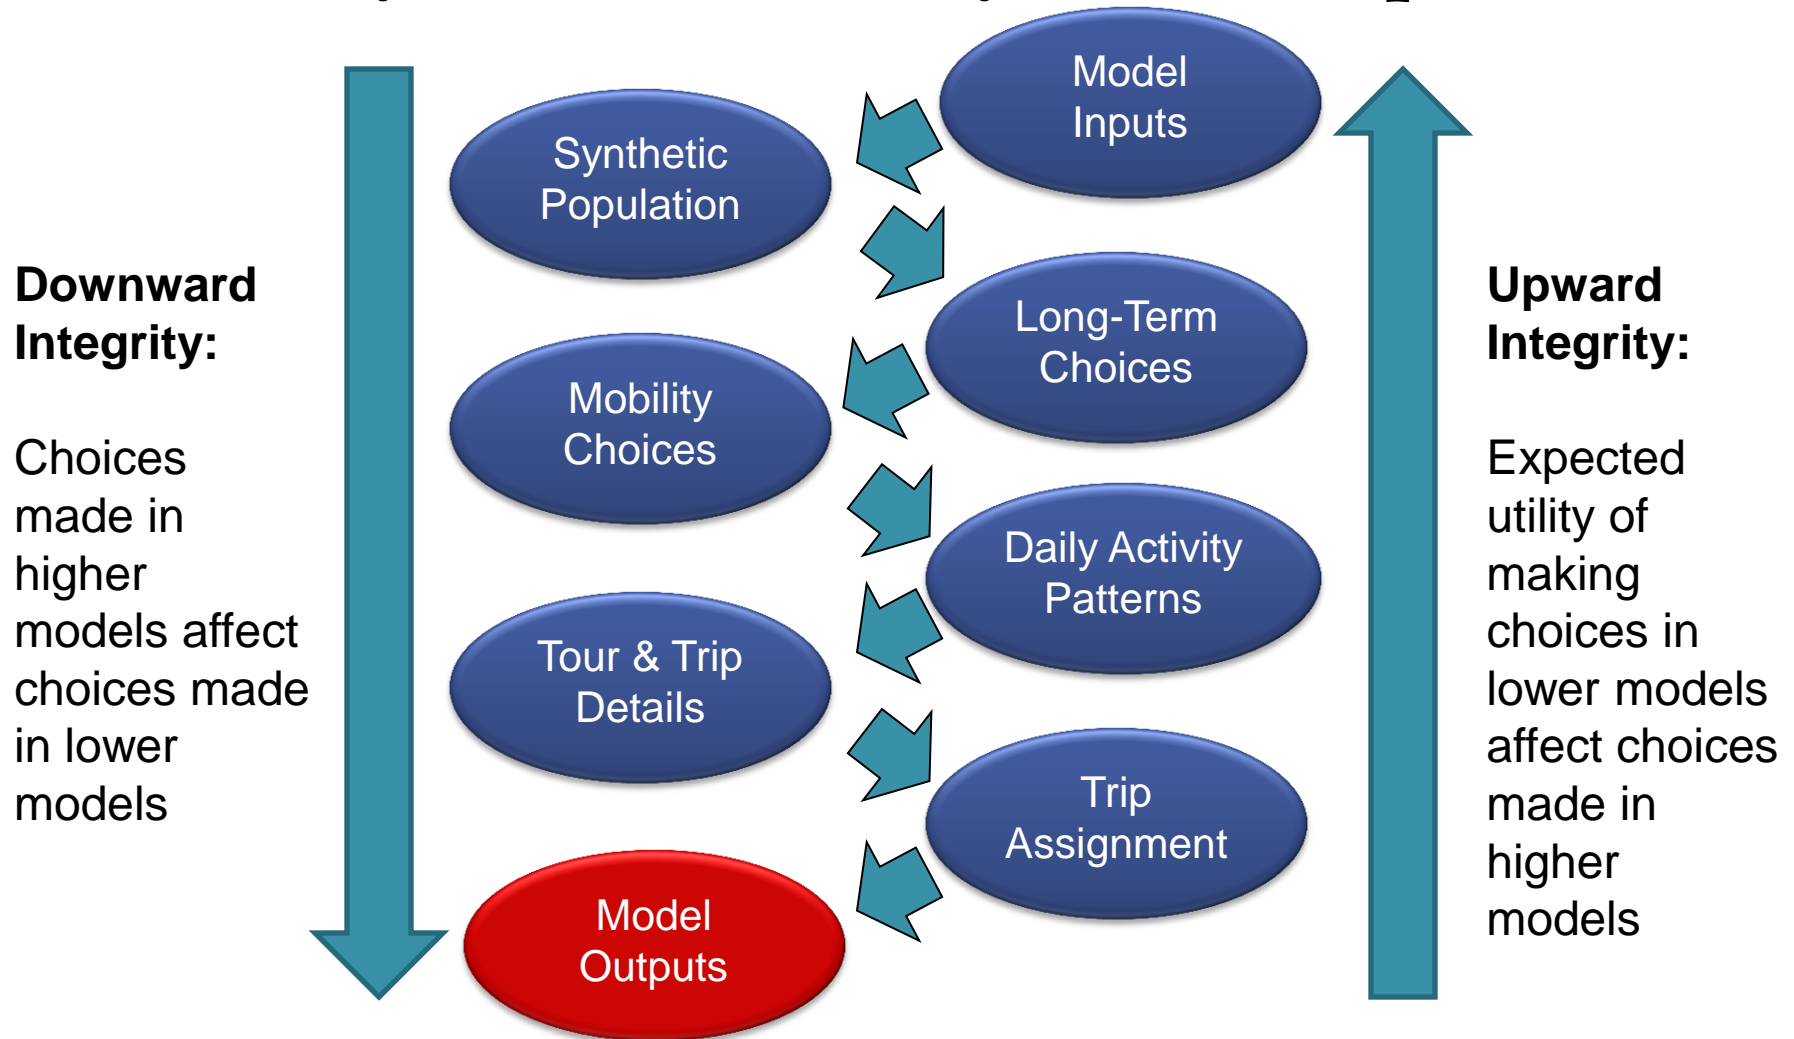 Model
Inputs
Synthetic
Population
Long-Term
Choices
Mobility
Choices
Daily Activity
Patterns
Tour & Trip
Details
Trip
Assignment
Model
Outputs
Downward
Integrity:
Choices
made in
higher
models affect
choices made
in lower
models
Upward
Integrity:
Expected
utility of
making
choices in
lower models
affect choices
made in
higher
models